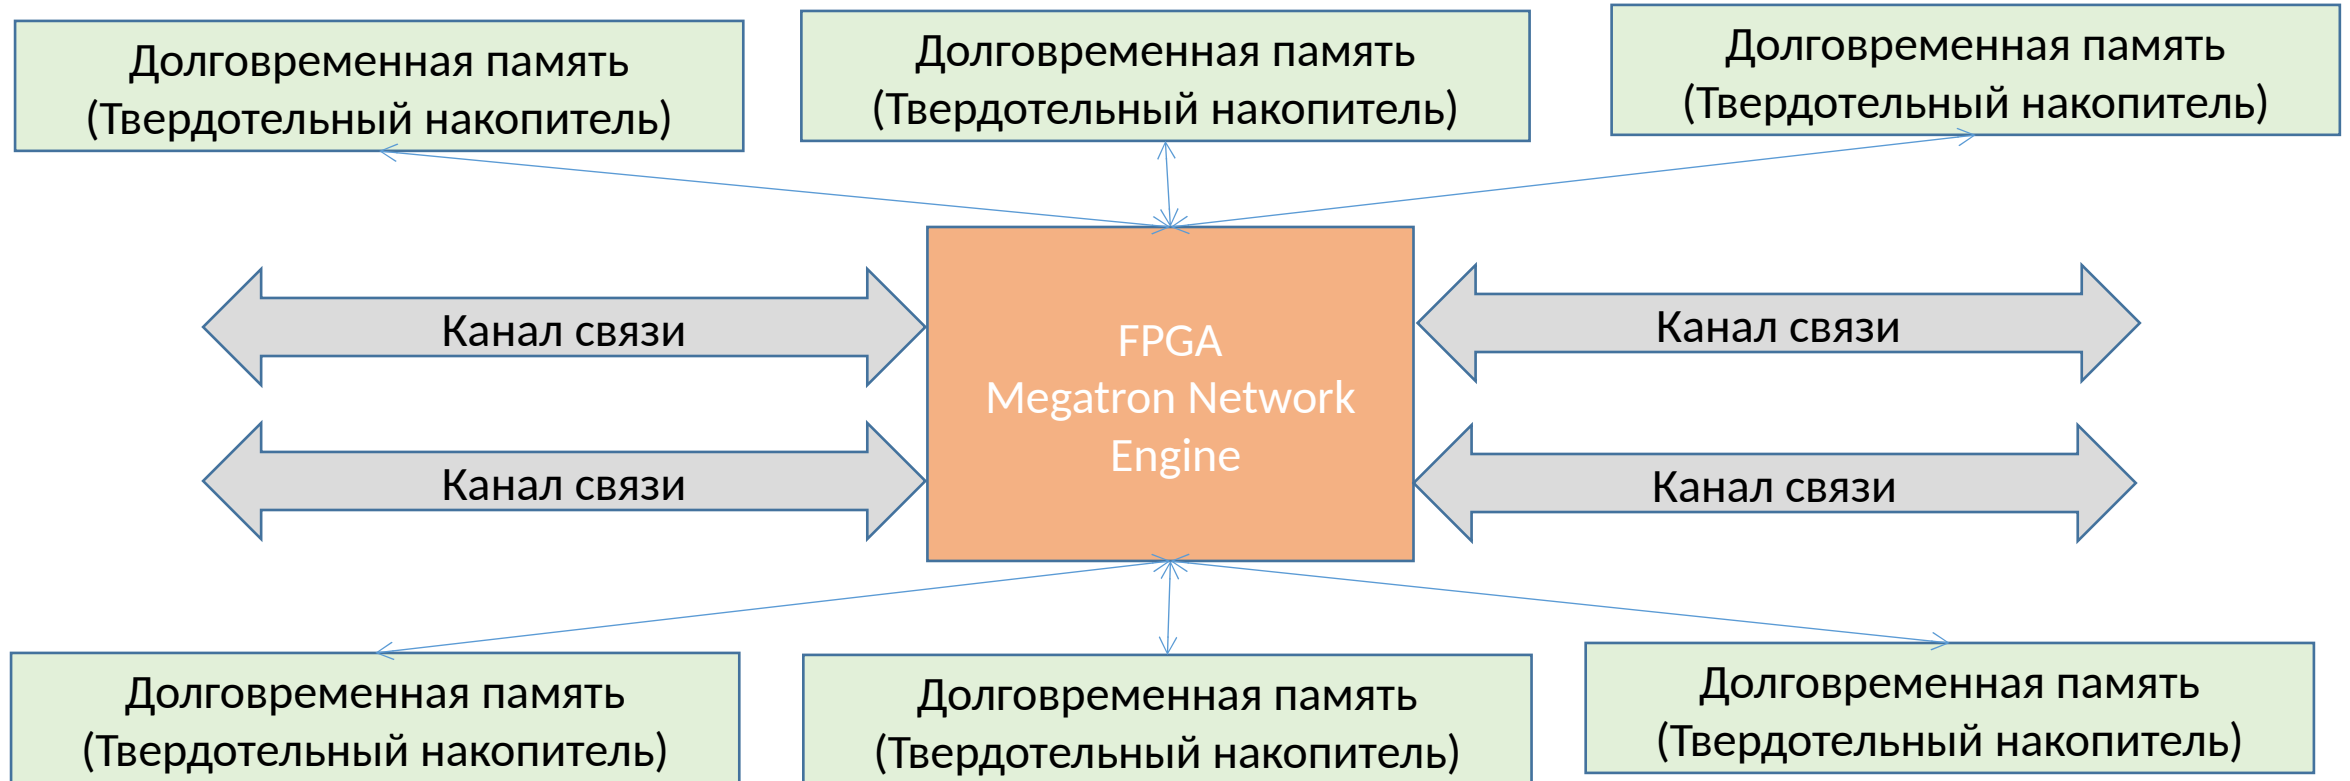 Долговременная память
(Твердотельный накопитель)
Долговременная память
(Твердотельный накопитель)
Долговременная память
(Твердотельный накопитель)
Канал связи
Канал связи
FPGA
Megatron Network
Engine
Канал связи
Канал связи
Долговременная память
(Твердотельный накопитель)
Долговременная память
(Твердотельный накопитель)
Долговременная память
(Твердотельный накопитель)